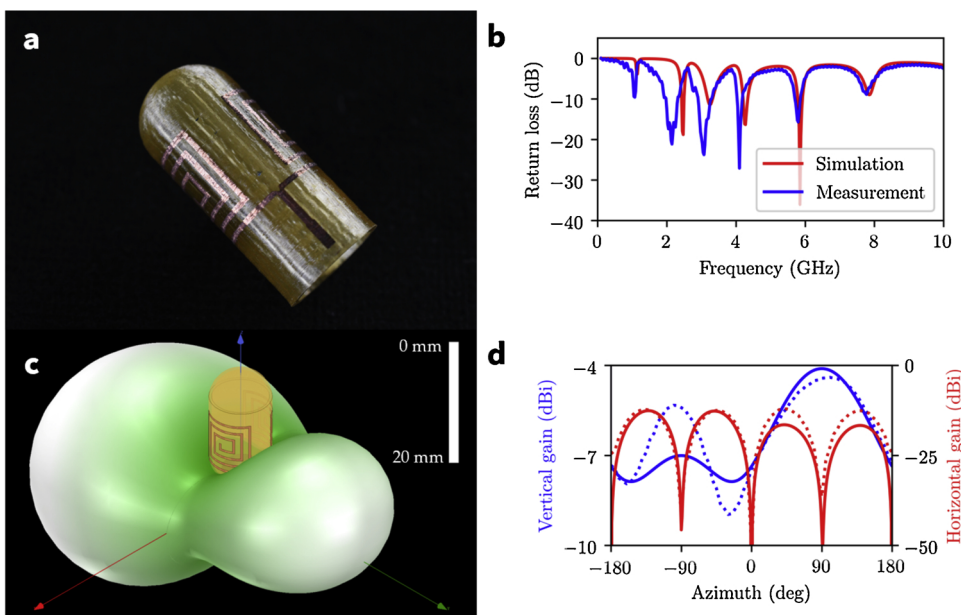 a
b
0
−10
−20
−30
−40
Return loss (dB)
Simulation
Measurement
0 2 4 6 8 10
Frequency (GHz)
c
0 mm
20 mm
d
−4
−7
−10
Vertical gain (dBi)
0
−25
−50
Horizontal gain (dBi)
−180 −90 0 90 180
Azimuth (deg)